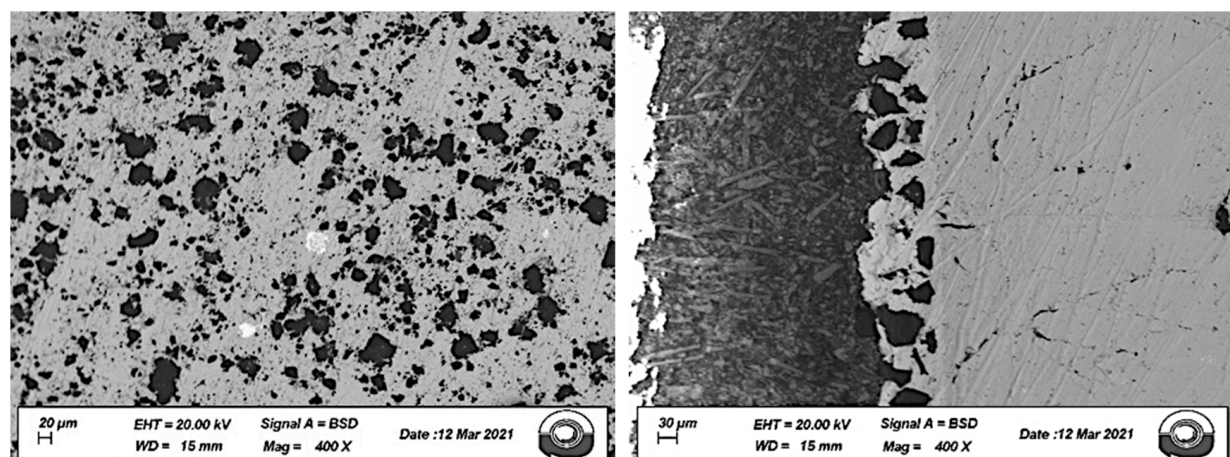 20 µm EHT = 20.00 kV Signal A = BSD Date :12 Mar 2021
WD = 15 mm Mag = 400 X
30 µm EHT = 20.00 kV Signal A = BSD Date :12 Mar 2021
WD = 15 mm Mag = 400 X